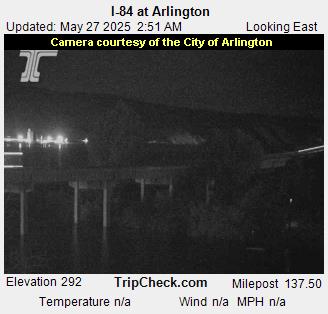 I-84 at Arlington
Updated: May 27 2025 2:51 AM Looking East
Camera courtesy of the City of Arlington
Elevation 292 TripCheck.com Milepost 137.50
Temperature n/a Wind n/a MPH n/a